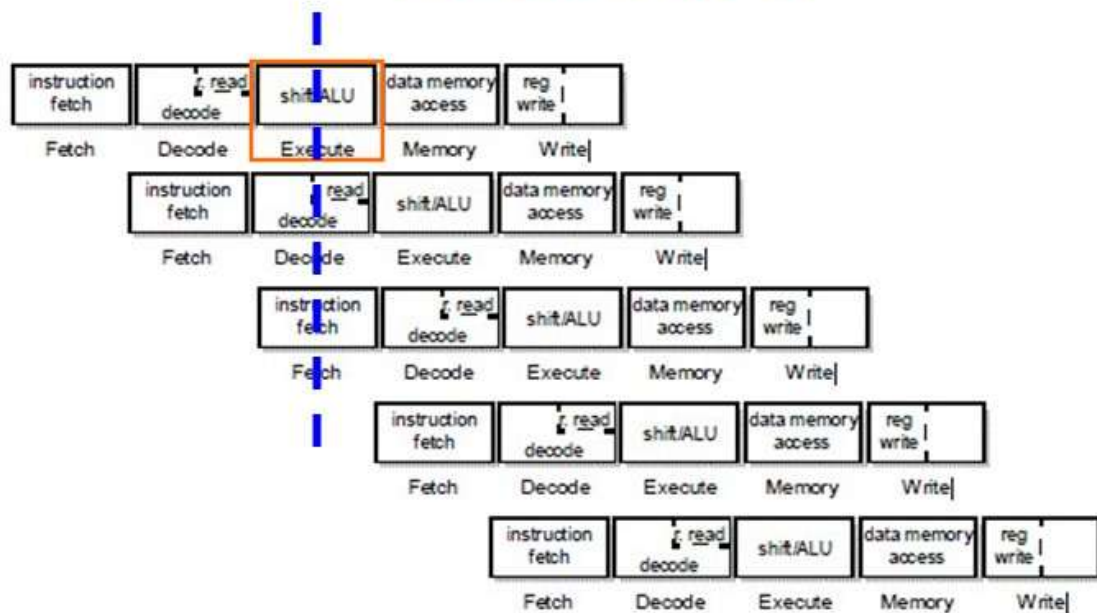 instruction fetch r. read decode shift/ALU data memory access reg write
Fetch Decode Execute Memory Write
instruction fetch r. read decode shift/ALU data memory access reg write
Fetch Decode Execute Memory Write
instruction fetch r. read decode shift/ALU data memory access reg write
Fetch Decode Execute Memory Write
instruction fetch r. read decode shift/ALU data memory access reg write
Fetch Decode Execute Memory Write
instruction fetch r. read decode shift/ALU data memory access reg write
Fetch Decode Execute Memory Write